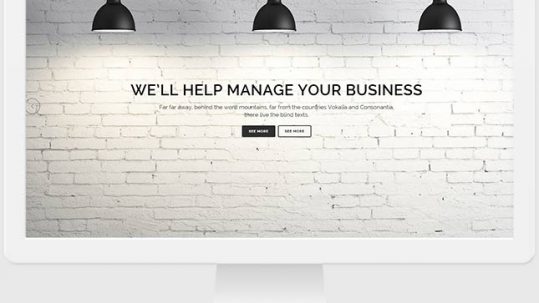 WE'LL HELP MANAGE YOUR BUSINESS
Far far away, behind the word mountains, far from the countries Vokalia and Consonantia,
there live the blind texts.
SEE MORE SEE MORE